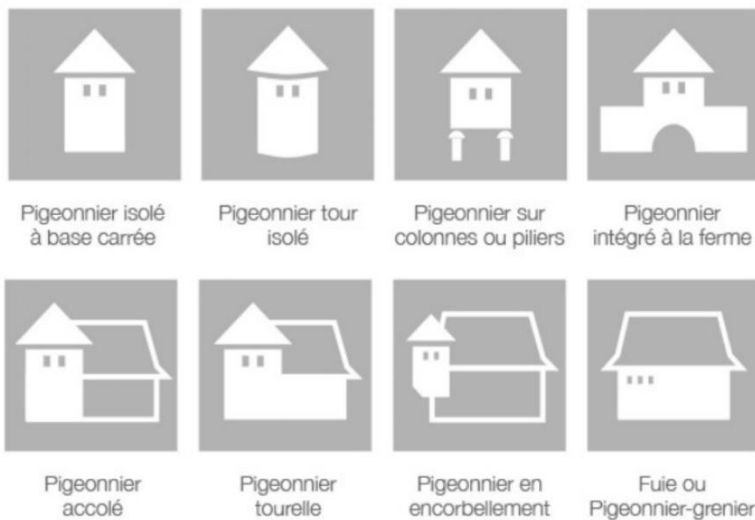 Pigeonnier isolé
à base carrée
Pigeonnier tour
isolé
Pigeonnier sur
colonnes ou piliers
Pigeonnier
intégré à la ferme
Pigeonnier
accolé
Pigeonnier
tourelle
Pigeonnier en
encorbellement
Fuie ou
Pigeonnier-grenier